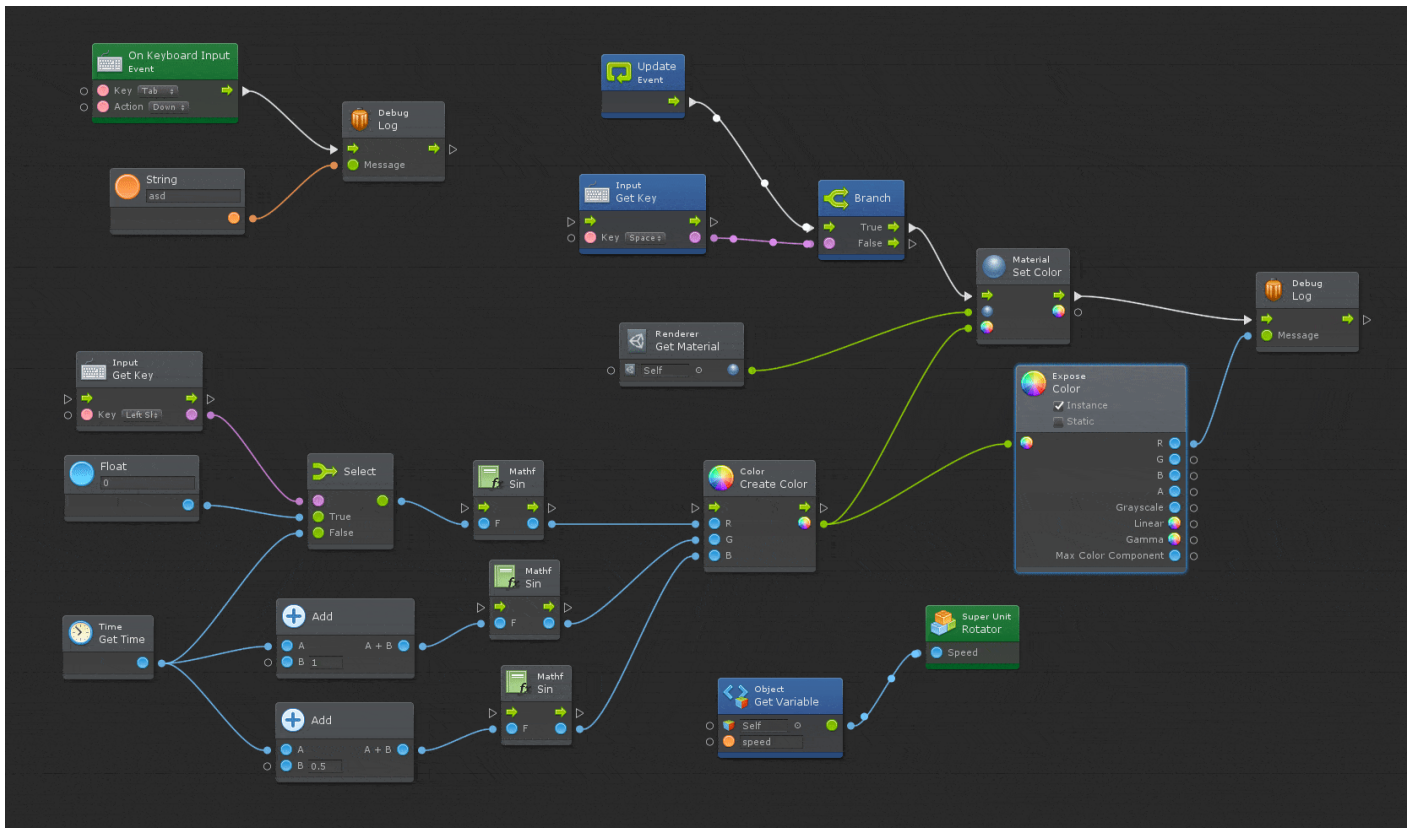 On Keyboard Input
Event
Key Tab
Action Down
Debug
Log
Message
String
asd
Update
Event
Input
Get Key
Key Space
Branch
True
False
Material
Set Color
Debug
Log
Message
Renderer
Get Material
Self
Expose
Color
Instance
Static
R
G
B
A
Grayscale
Linear
Gamma
Max Color Component
Input
Get Key
Key Left Sh
Float
0
Select
True
False
Mathf
Sin
F
Color
Create Color
R
G
B
Mathf
Sin
F
Time
Get Time
Add
A A + B
B 1
Mathf
Sin
F
Add
A A + B
B 0.5
Super Unit
Rotator
Speed
Object
Get Variable
Self
speed